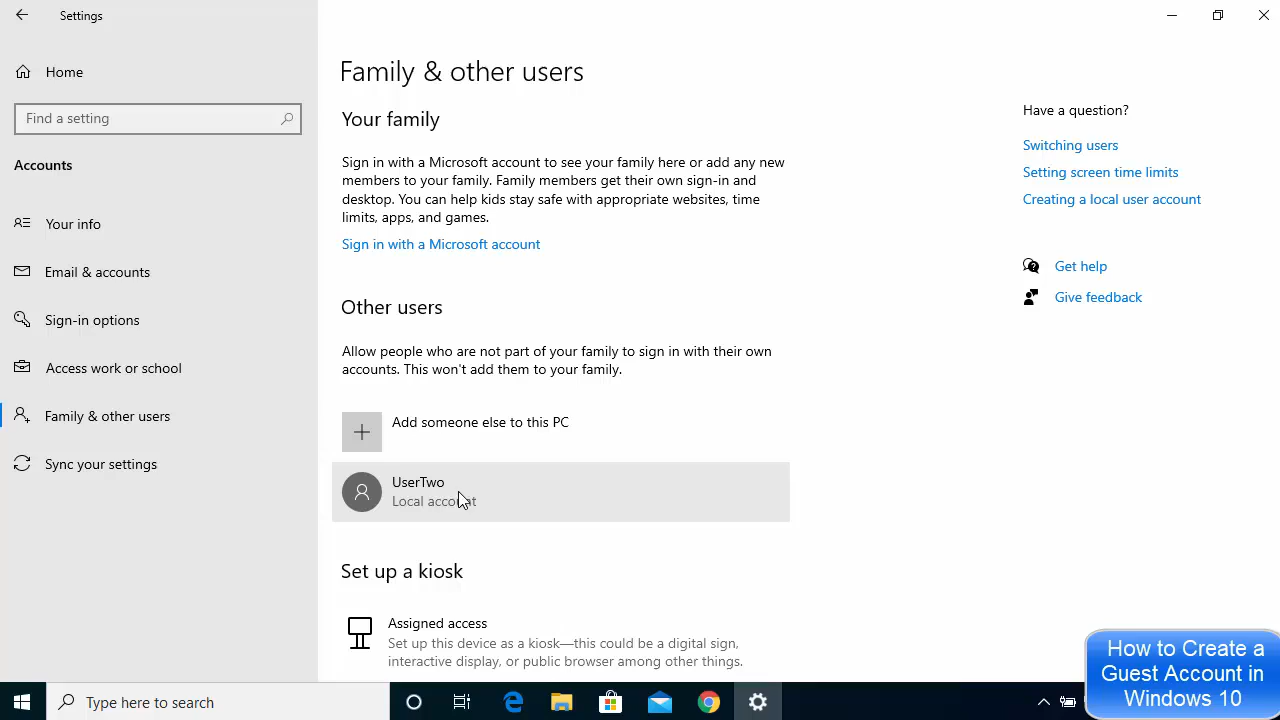 Settings
Home
Find a setting
Accounts
Your info
Email & accounts
Sign-in options
Access work or school
Family & other users
Sync your settings
Family & other users
Your family
Sign in with a Microsoft account to see your family here or add any new
members to your family. Family members get their own sign-in and
desktop. You can help kids stay safe with appropriate websites, time
limits, apps, and games.
Sign in with a Microsoft account
Other users
Allow people who are not part of your family to sign in with their own
accounts. This won't add them to your family.
Add someone else to this PC
UserTwo
Local account
Set up a kiosk
Assigned access
Set up this device as a kiosk—this could be a digital sign,
interactive display, or public browser among other things.
Have a question?
Switching users
Setting screen time limits
Creating a local user account
Get help
Give feedback
Type here to search
How to Create a
Guest Account in
Windows 10